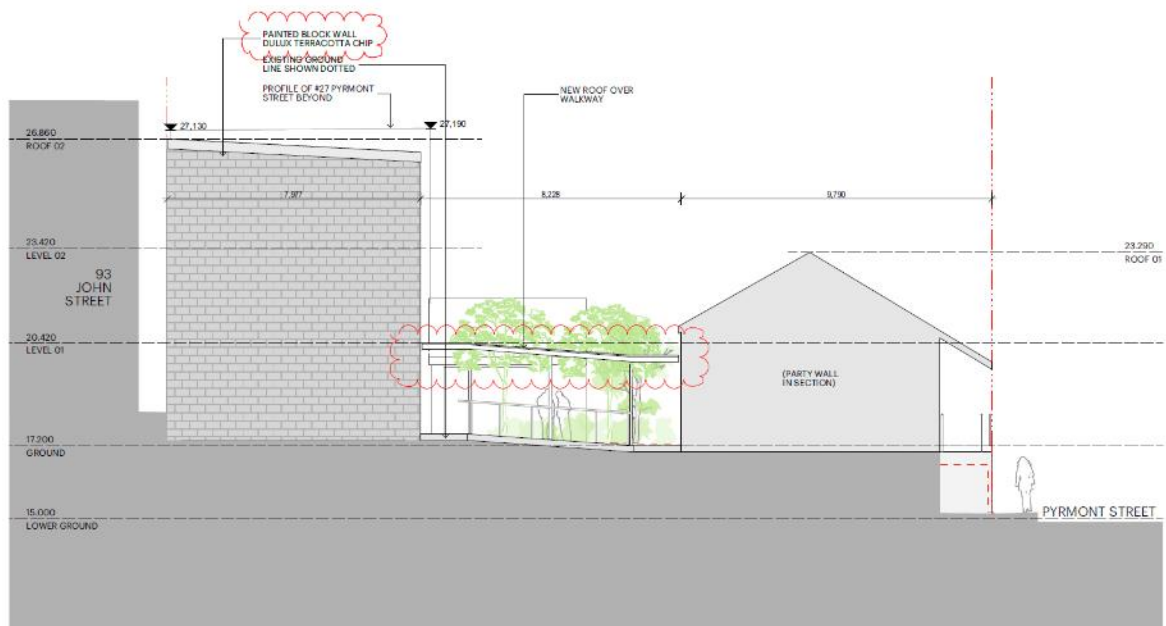 PAINTED BLOCK WALL
DULUX TERRACOTTA CHIP
EXISTING GROUND
LINE SHOWN DOTTED
PROFILE OF #27 PYRMONT
STREET BEYOND
NEW ROOF OVER
WALKWAY
27,130
27,190
26.860
ROOF 02
7,977
8,228
9,790
23.420
LEVEL 02
23.290
ROOF 01
93
JOHN
STREET
20.420
LEVEL 01
(PARTY WALL
IN SECTION)
17.200
GROUND
15.000
LOWER GROUND
PYRMONT STREET